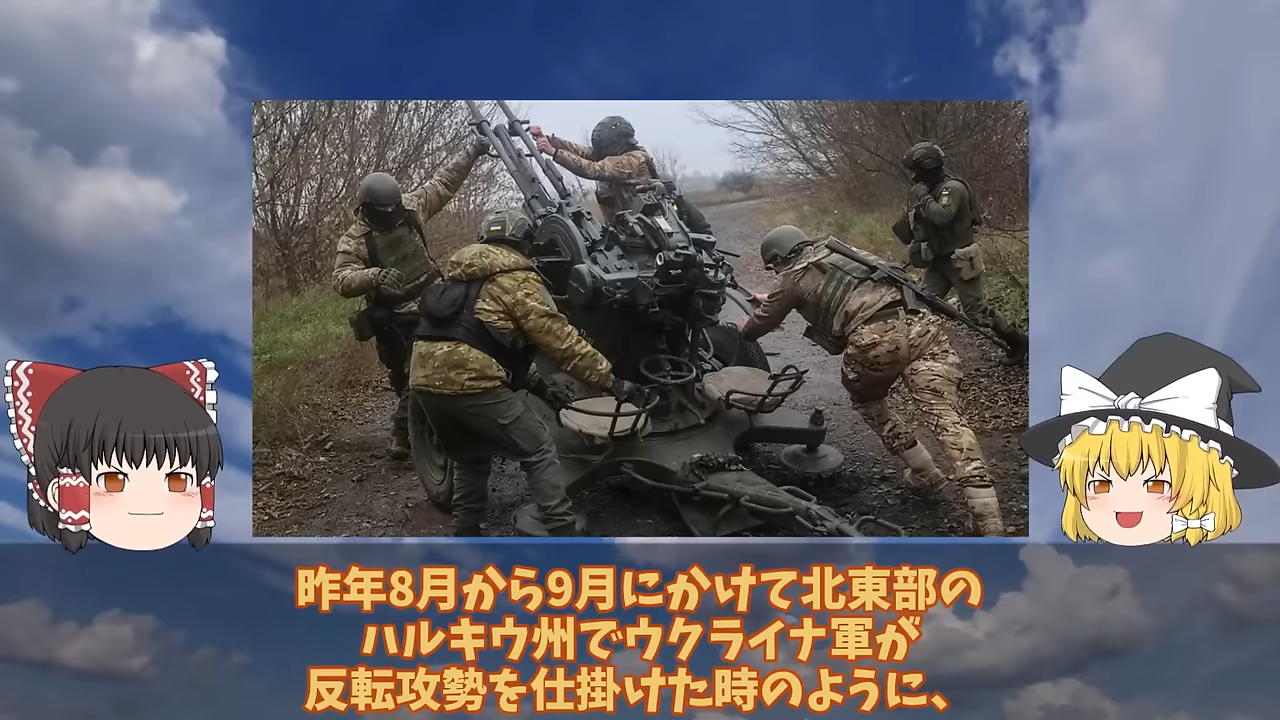 昨年8月から9月にかけて北東部の
ハルキウ州でウクライナ軍が
反転攻勢を仕掛けた時のように、